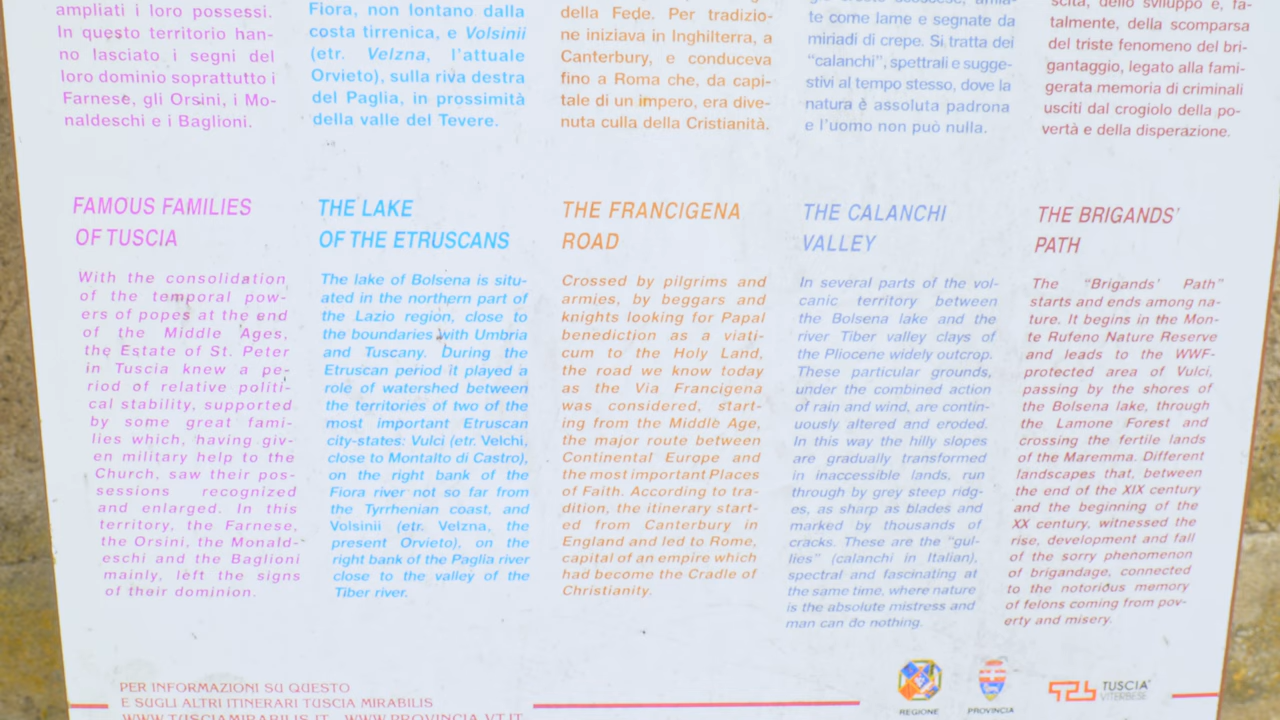 ampliati i loro possessi.
In questo territorio han-
no lasciato i segni del
loro dominio soprattutto i
Farnese, gli Orsini, i Mo-
naldeschi e i Baglioni.
Fiora, non lontano dalla
costa tirrenica, e Volsinii
(etr. Velzna, l'attuale
Orvieto), sulla riva destra
del Paglia, in prossimità
della valle del Tevere.
della Fede. Per tradizio-
ne iniziava in Inghilterra, a
Canterbury, e conduceva
fino a Roma che, da capi-
tale di un impero, era dive-
nuta culla della Cristianità.
te come lame e segnate da
miriadi di crepe. Si tratta dei
“calanchi”, spettrali e sugge-
stivi al tempo stesso, dove la
natura è assoluta padrona
e l'uomo non può nulla.
scita, dello sviluppo e, fa-
talmente, della scomparsa
del triste fenomeno del bri-
gantaggio, legato alla fami-
gerata memoria di criminali
usciti dal crogiolo della po-
vertà e della disperazione.
FAMOUS FAMILIES
OF TUSCIA
With the consolidation
of the temporal pow-
ers of popes at the end
of the Middle Ages,
the Estate of St. Peter
in Tuscia knew a pe-
riod of relative politi-
cal stability, supported
by some great fami-
lies which, having giv-
en military help to the
Church, saw their pos-
sessions recognized
and enlarged. In this
territory, the Farnese,
the Orsini, the Monald-
eschi and the Baglioni
mainly, left the signs
of their dominion.
THE LAKE
OF THE ETRUSCANS
The lake of Bolsena is situ-
ated in the northern part of
the Lazio region, close to
the boundaries with Umbria
and Tuscany. During the
Etruscan period it played a
role of watershed between
the territories of two of the
most important Etruscan
city-states: Vulci (etr. Velchi,
close to Montalto di Castro),
on the right bank of the
Fiora river not so far from
the Tyrrhenian coast, and
Volsinii (etr. Velzna, the
present Orvieto), on the
right bank of the Paglia river
close to the valley of the
Tiber river.
THE FRANCIGENA
ROAD
Crossed by pilgrims and
armies, by beggars and
knights looking for Papal
benediction as a viati-
cum to the Holy Land,
the road we know today
as the Via Francigena
was considered, start-
ing from the Middle Age,
the major route between
Continental Europe and
the most important Places
of Faith. According to tra-
dition, the itinerary start-
ed from Canterbury in
England and led to Rome,
capital of an empire which
had become the Cradle of
Christianity.
THE CALANCHI
VALLEY
In several parts of the vol-
canic territory between
the Bolsena lake and the
river Tiber valley clays of
the Pliocene widely outcrop.
These particular grounds,
under the combined action
of rain and wind, are contin-
uously altered and eroded.
In this way the hilly slopes
are gradually transformed
in inaccessible lands, run
through by grey steep ridg-
es, as sharp as blades and
marked by thousands of
cracks. These are the “gul-
lies” (calanchi in Italian),
spectral and fascinating at
the same time, where nature
is the absolute mistress and
man can do nothing.
THE BRIGANDS'
PATH
The “Brigands' Path”
starts and ends among na-
ture. It begins in the Mon-
te Rufeno Nature Reserve
and leads to the WWF-
protected area of Vulci,
passing by the shores of
the Bolsena lake, through
the Lamone Forest and
crossing the fertile lands
of the Maremma. Different
landscapes that, between
the end of the XIX century
and the beginning of the
XX century, witnessed the
rise, development and fall
of the sorry phenomenon
of brigandage, connected
to the notorious memory
of felons coming from pov-
erty and misery.
PER INFORMAZIONI SU QUESTO
E SUGLI ALTRI ITINERARI TUSCIA MIRABILIS
WWW.TUSCIAMIRABILIS.IT - WWW.PROVINCIA.VT.IT
REGIONE
PROVINCIA
TUSCIA
VITERBESE